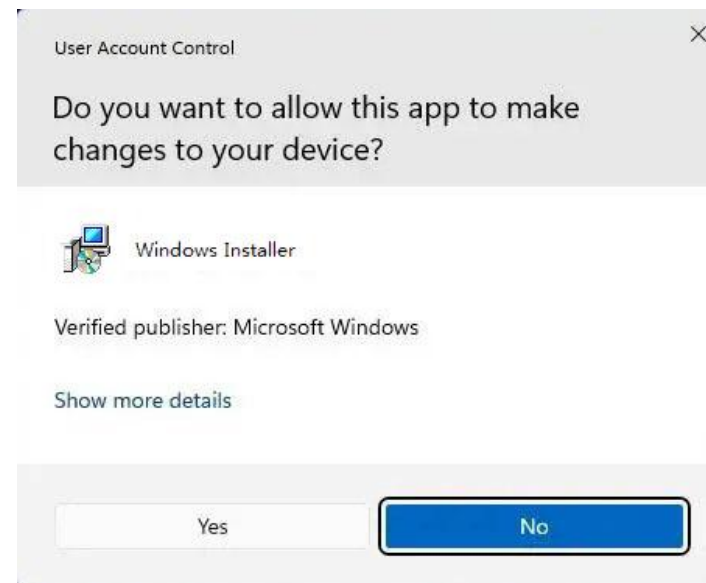 User Account Control
Do you want to allow this app to make
changes to your device?
Windows Installer
Verified publisher: Microsoft Windows
Show more details
Yes
No